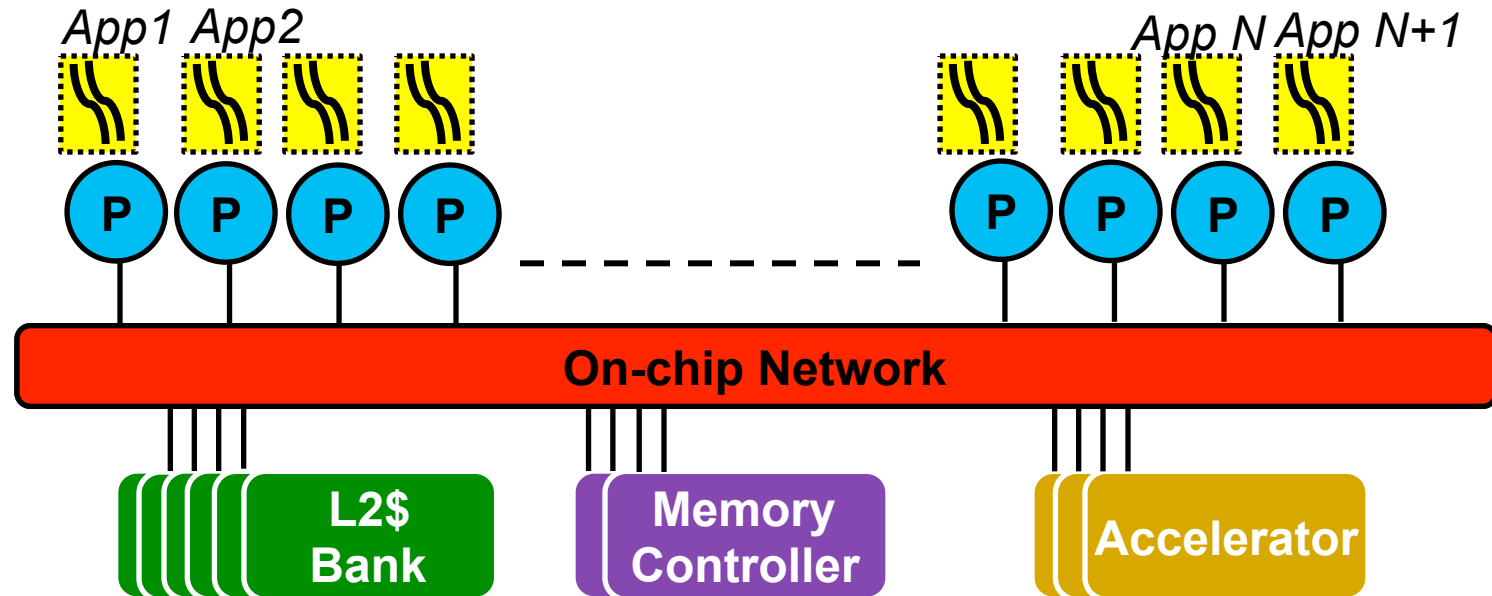 App1 App2 App N App N+1
P P P P P P P P
On-chip Network
L2$
Bank
Memory
Controller
Accelerator